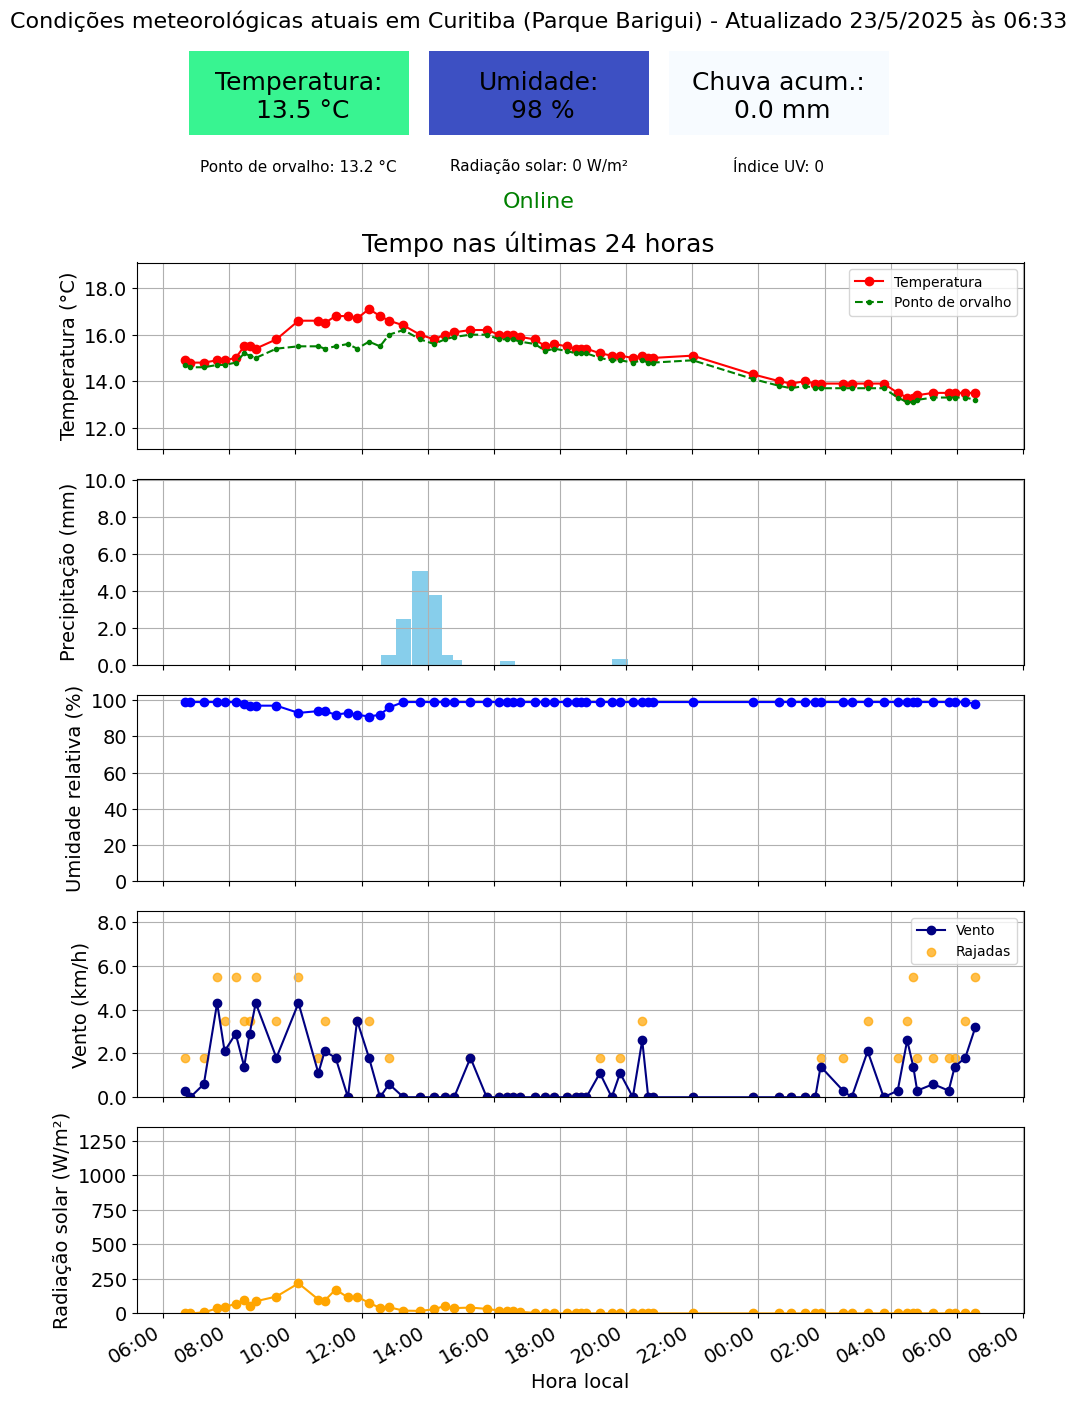 Condições meteorológicas atuais em Curitiba (Parque Barigui) - Atualizado 23/5/2025 às 06:33
Temperatura:
13.5 °C
Umidade:
98 %
Chuva acum.:
0.0 mm
Ponto de orvalho: 13.2 °C
Radiação solar: 0 W/m²
Índice UV: 0
Online
Tempo nas últimas 24 horas
Temperatura (°C)
18.0
16.0
14.0
12.0
Temperatura
Ponto de orvalho
Precipitação (mm)
10.0
8.0
6.0
4.0
2.0
0.0
Umidade relativa (%)
100
80
60
40
20
0
Vento (km/h)
8.0
6.0
4.0
2.0
0.0
Vento
Rajadas
Radiação solar (W/m²)
1250
1000
750
500
250
0
06:00 08:00 10:00 12:00 14:00 16:00 18:00 20:00 22:00 00:00 02:00 04:00 06:00 08:00
Hora local